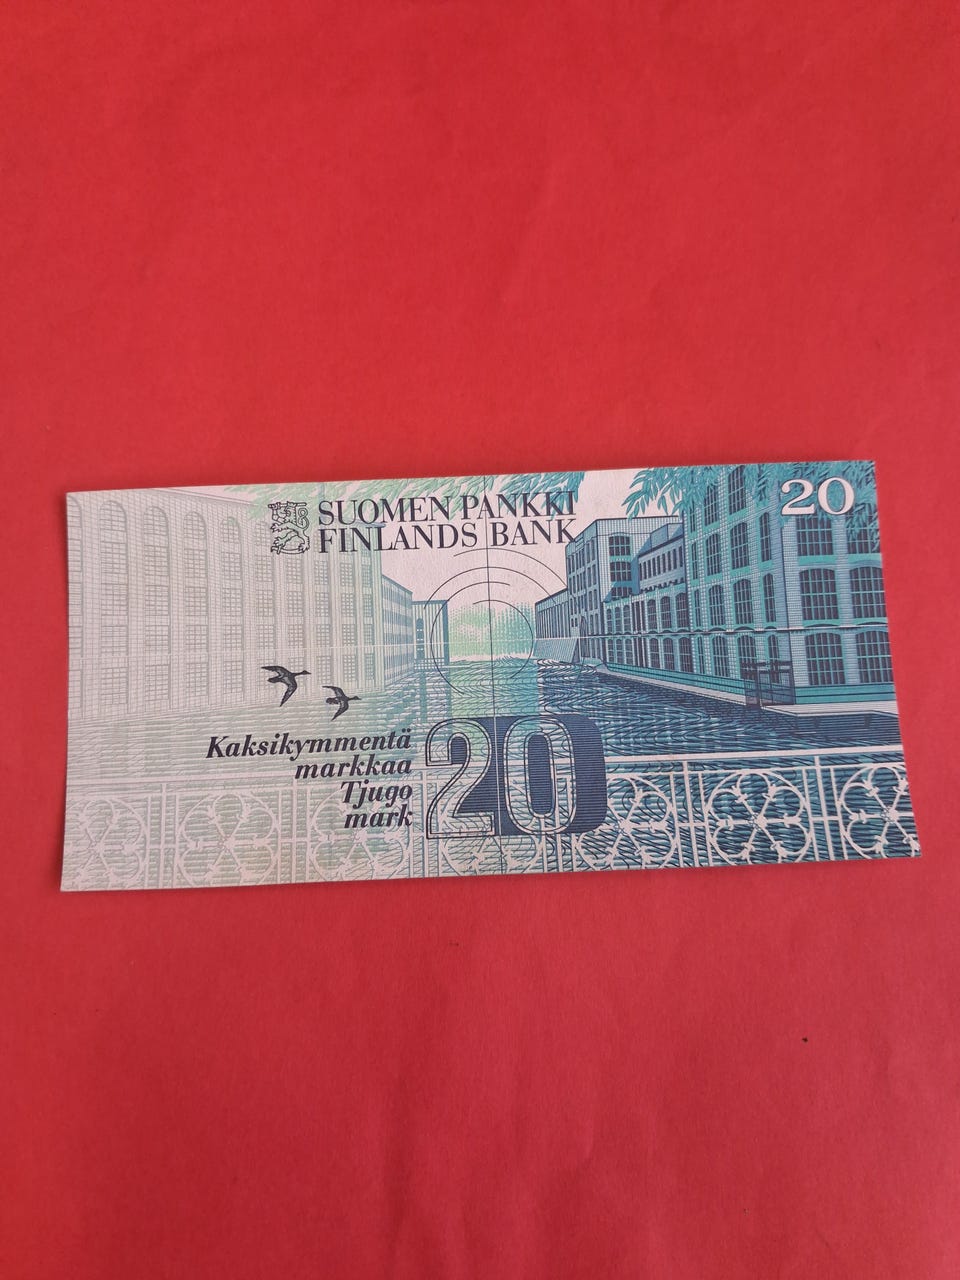 SUOMEN PANKKI
FINLANDS BANK
20
Kaksikymmentä
markkaa
Tjugo
mark
20